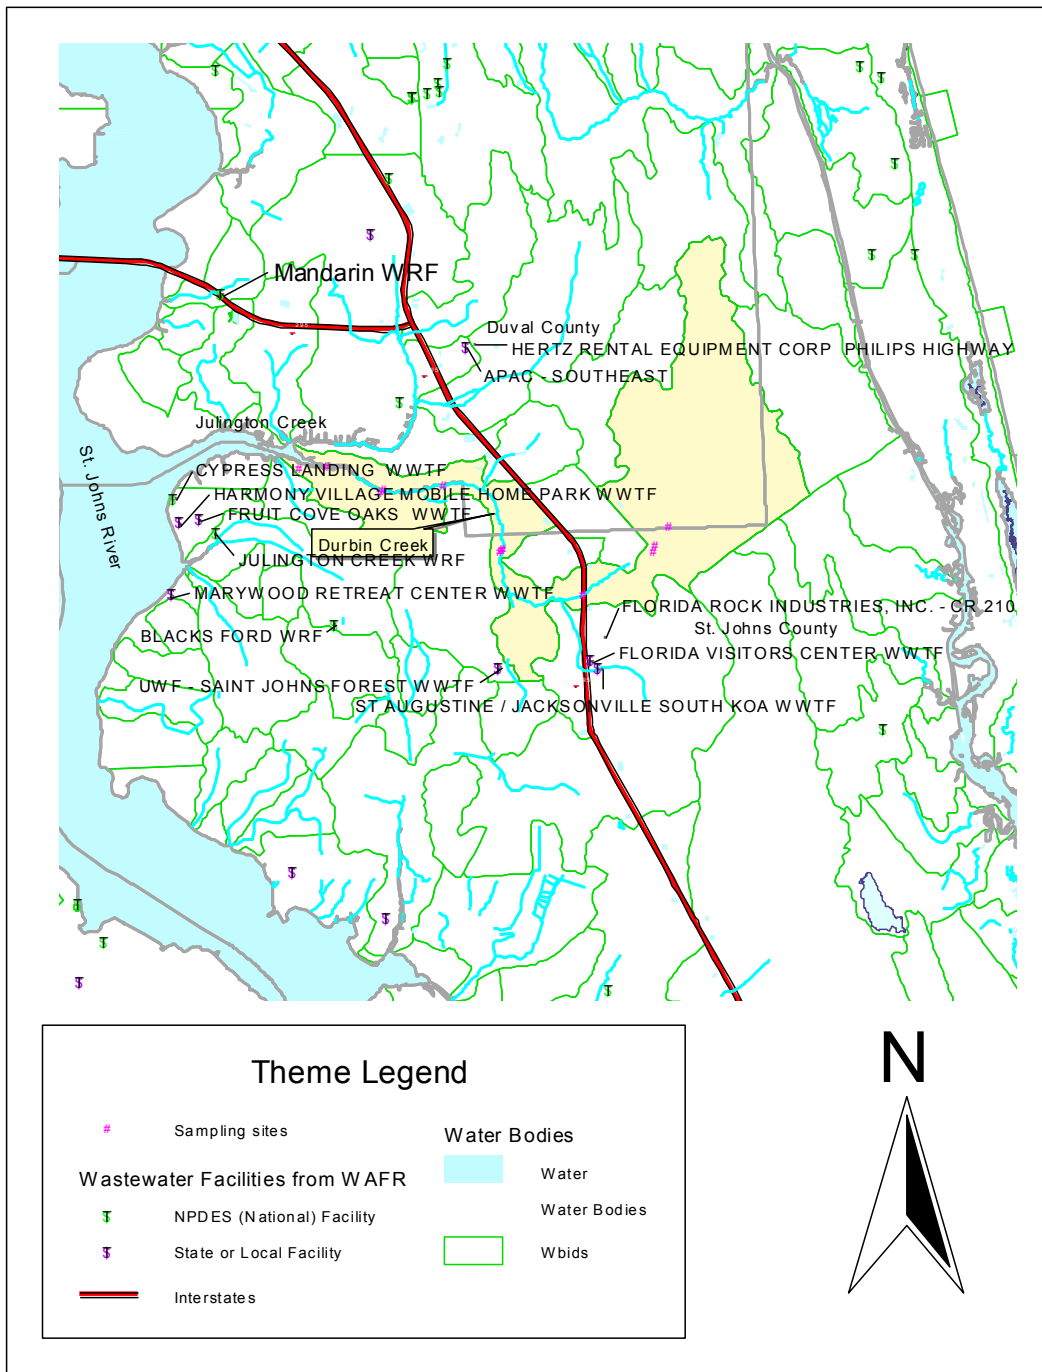 Mandarin WRF
Duval County
HERTZ RENTAL EQUIPMENT CORP PHILIPS HIGHWAY
APAC - SOUTHEAST
Julington Creek
St. Johns River
CYPRESS LANDING WWTF
HARMONY VILLAGE MOBILE HOME PARK WWTF
FRUIT COVE OAKS WWTF
Durbin Creek
JULINGTON CREEK WRF
MARYWOOD RETREAT CENTER WWTF
FLORIDA ROCK INDUSTRIES, INC. - CR 210
St. Johns County
BLACKS FORD WRF
FLORIDA VISITORS CENTER WWTF
UWF - SAINT JOHNS FOREST WWTF
ST AUGUSTINE / JACKSONVILLE SOUTH KOA WWTF
N
Theme Legend
# Sampling sites
Wastewater Facilities from WAFR
NPDES (National) Facility
State or Local Facility
Interstates
Water Bodies
Water
Water Bodies
Wbids